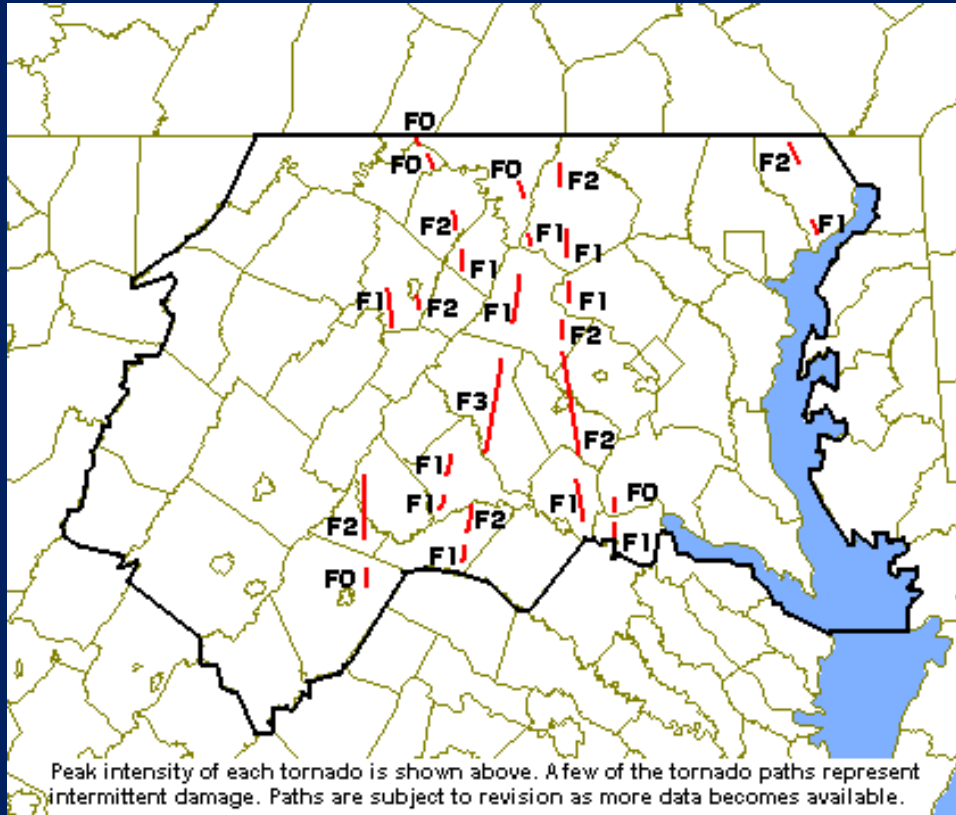 F0
F0
F0
F2
F2
F2
F1
F1
F1
F1
F1
F2
F1
F1
F2
F3
F2
F1
F1
F1
F0
F2
F2
F1
F1
F0
Peak intensity of each tornado is shown above. A few of the tornado paths represent
intermittent damage. Paths are subject to revision as more data becomes available.